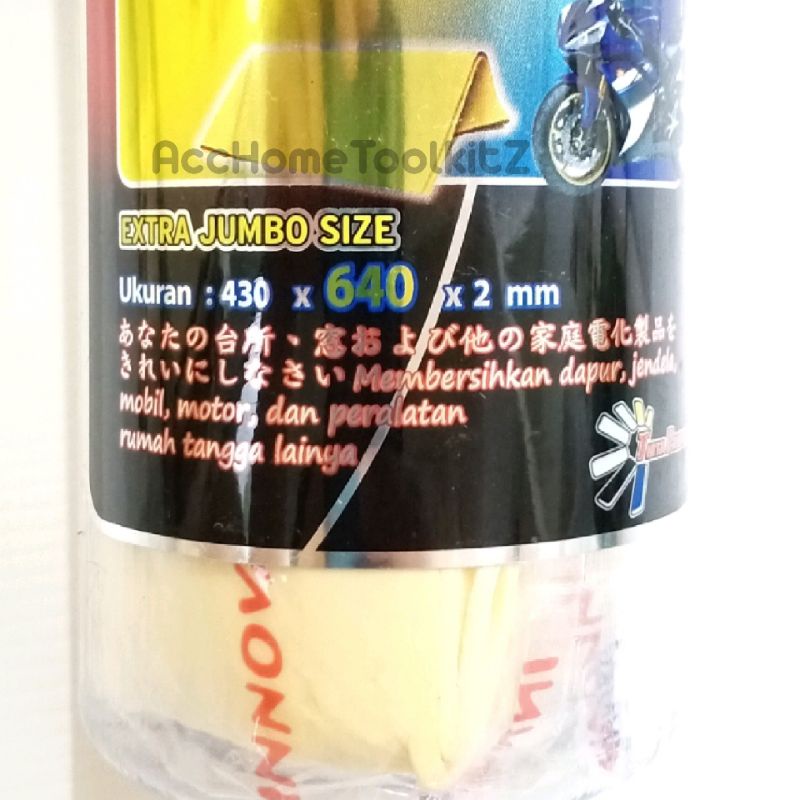 AccHomeToolkitZ
EXTRA JUMBO SIZE
Ukuran : 430 x 640 x 2 mm
あなたの台所、窓および他の家庭電化製品を
きれいにしなさい Membersihkan dapur, jendela,
mobil, motor, dan peralatan
rumah tangga lainya